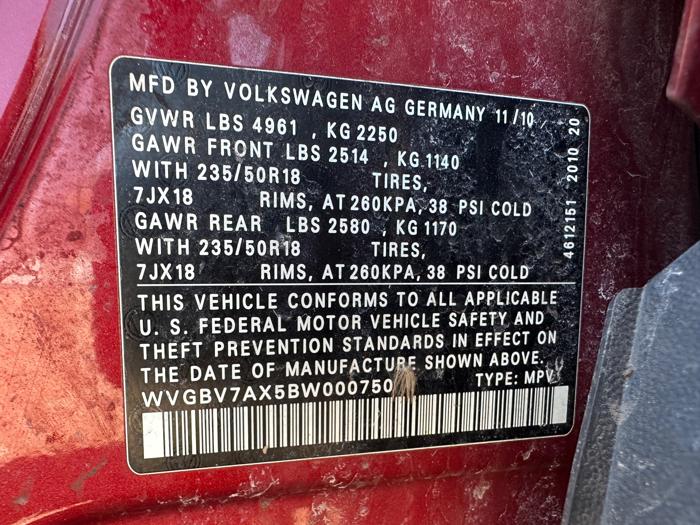 MFD BY VOLKSWAGEN AG GERMANY 11/10
GVWR LBS 4961 , KG 2250
GAWR FRONT LBS 2514 , KG 1140
WITH 235/50R18 TIRES,
7JX18 RIMS, AT 260KPA, 38 PSI COLD
GAWR REAR LBS 2580 , KG 1170
WITH 235/50R18 TIRES,
7JX18 RIMS, AT 260KPA, 38 PSI COLD
THIS VEHICLE CONFORMS TO ALL APPLICABLE
U. S. FEDERAL MOTOR VEHICLE SAFETY AND
THEFT PREVENTION STANDARDS IN EFFECT ON
THE DATE OF MANUFACTURE SHOWN ABOVE.
WVGBV7AX5BW000750 TYPE: MPV
4612151 2010 20